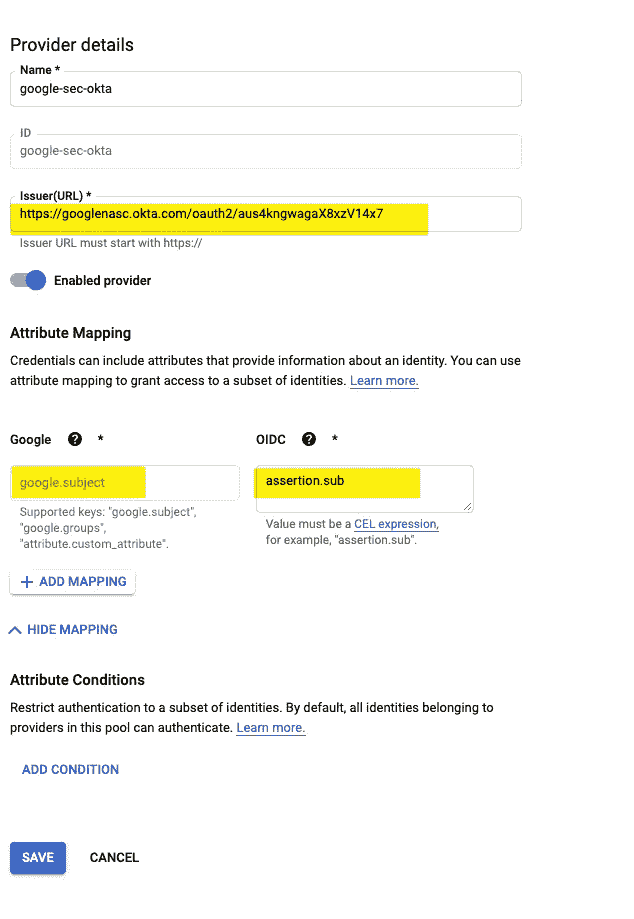 Provider details
Name *
google-sec-okta
ID
google-sec-okta
Issuer(URL) *
https://googlenasc.okta.com/oauth2/aus4kngwagaX8xzV14x7
Issuer URL must start with https://
Enabled provider
Attribute Mapping
Credentials can include attributes that provide information about an identity. You can use
attribute mapping to grant access to a subset of identities. Learn more.
Google ? * OIDC ? *
google.subject assertion.sub
Supported keys: "google.subject",
"google.groups",
"attribute.custom_attribute".
Value must be a CEL expression,
for example, "assertion.sub".
+ ADD MAPPING
HIDE MAPPING
Attribute Conditions
Restrict authentication to a subset of identities. By default, all identities belonging to
providers in this pool can authenticate. Learn more.
ADD CONDITION
SAVE CANCEL